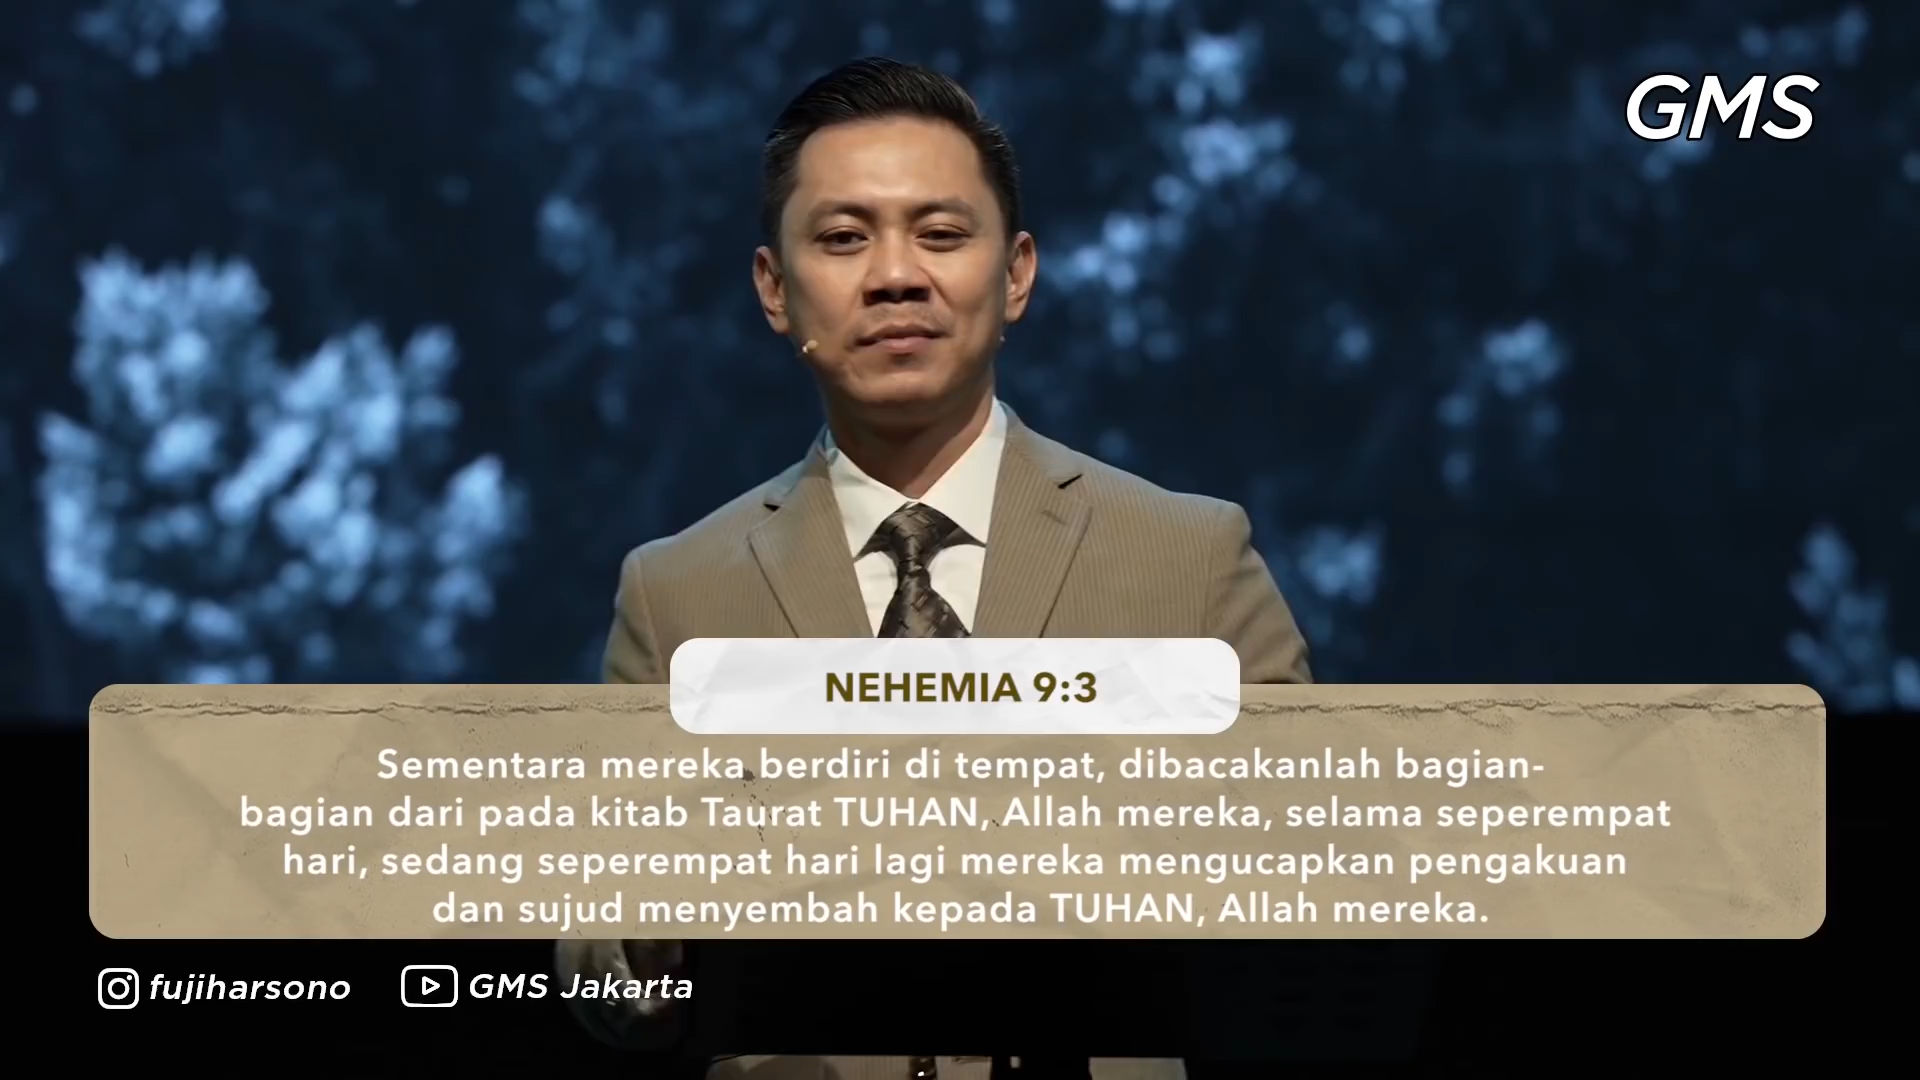 GMS
NEHEMIA 9:3
Sementara mereka berdiri di tempat, dibacakanlah bagian-
bagian dari pada kitab Taurat TUHAN, Allah mereka, selama seperempat
hari, sedang seperempat hari lagi mereka mengucapkan pengakuan
dan sujud menyembah kepada TUHAN, Allah mereka.
fujiharsono GMS Jakarta